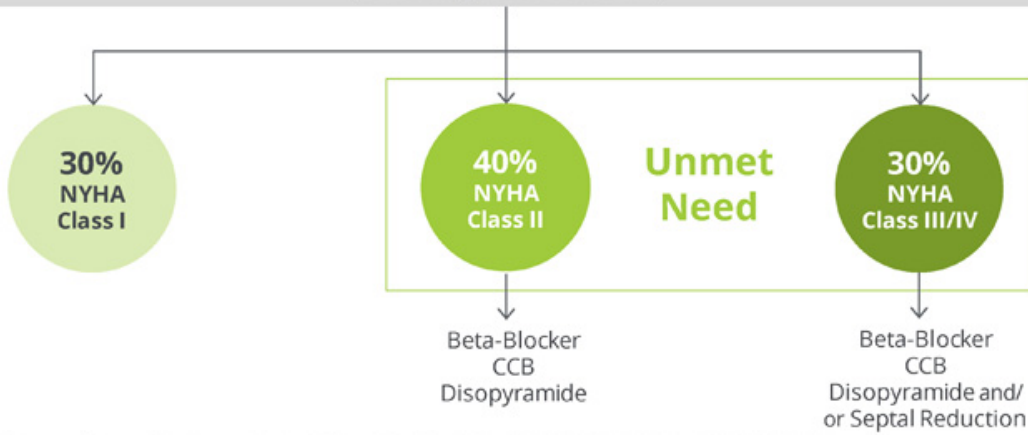 30%
NYHA
Class I
40%
NYHA
Class II
Unmet
Need
30%
NYHA
Class III/IV
Beta-Blocker
CCB
Disopyramide
Beta-Blocker
CCB
Disopyramide and/
or Septal Reduction